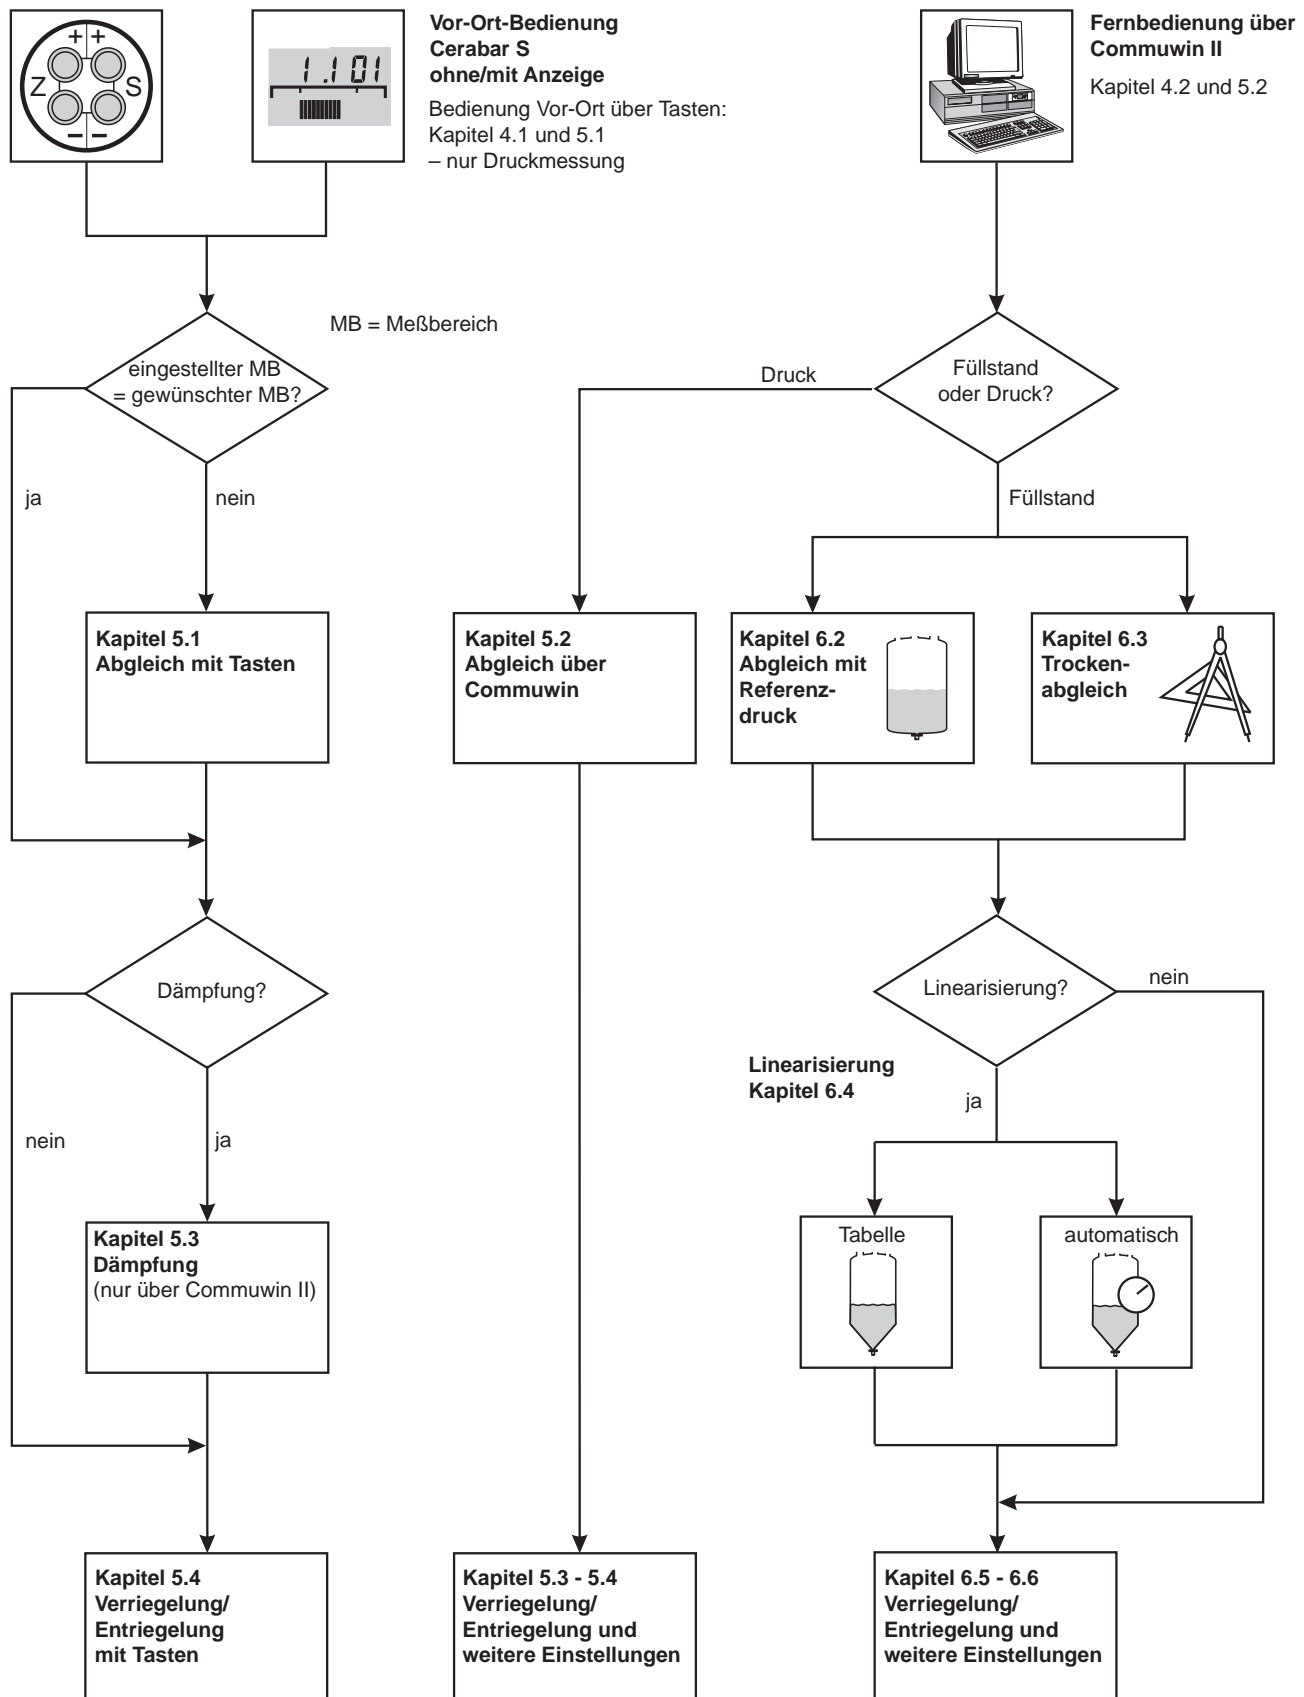 + +
Z S
– –
1.101
Vor-Ort-Bedienung
Cerabar S
ohne/mit Anzeige
Bedienung Vor-Ort über Tasten:
Kapitel 4.1 und 5.1
– nur Druckmessung
Fernbedienung über
Commuwin II
Kapitel 4.2 und 5.2
MB = Meßbereich
eingestellter MB
= gewünschter MB?
ja
nein
Druck
Füllstand
oder Druck?
Füllstand
Kapitel 5.1
Abgleich mit Tasten
Kapitel 5.2
Abgleich über
Commuwin
Kapitel 6.2
Abgleich mit
Referenz-
druck
Kapitel 6.3
Trocken-
abgleich
Dämpfung?
nein
ja
Linearisierung?
nein
Linearisierung
Kapitel 6.4
ja
Kapitel 5.3
Dämpfung
(nur über Commuwin II)
Tabelle
automatisch
Kapitel 5.4
Verriegelung/
Entriegelung
mit Tasten
Kapitel 5.3 - 5.4
Verriegelung/
Entriegelung und
weitere Einstellungen
Kapitel 6.5 - 6.6
Verriegelung/
Entriegelung und
weitere Einstellungen